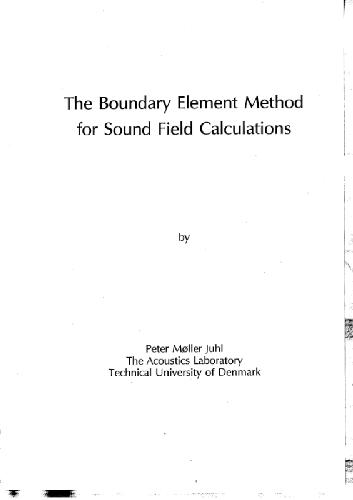 The Boundary Element Method
for Sound Field Calculations
by
Peter Møller Juhl
The Acoustics Laboratory
Technical University of Denmark